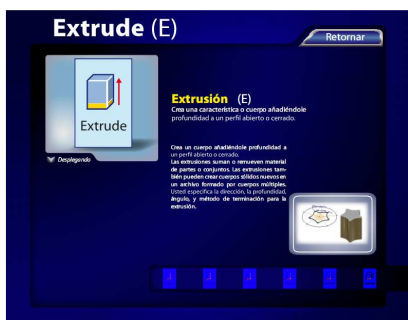 Extrude (E)
Retornar
Extrude
Desplegando
Extrusión (E)
Crea una característica o cuerpo añadiéndole
profundidad a un perfil abierto o cerrado.
Crea un cuerpo añadiéndole profundidad a
un perfil abierto o cerrado.
Las extrusiones suman o remueven material
de partes o conjuntos. Las extrusiones tam-
bién pueden crear cuerpos sólidos nuevos en
un archivo formado por cuerpos múltiples.
Usted especifica la dirección, la profundidad,
ángulo, y método de terminación para la
extrusión.